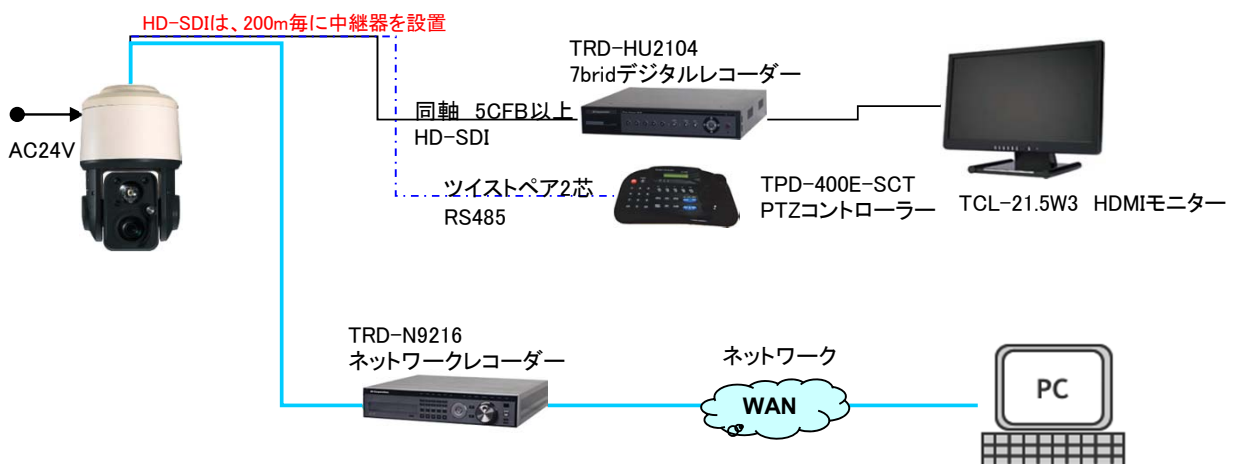 HD-SDIは、200m毎に中継器を設置
TRD-HU2104
7bridデジタルレコーダー
同軸 5CFB以上
HD-SDI
AC24V
ツイストペア2芯
RS485
TPD-400E-SCT
PTZコントローラー
TCL-21.5W3 HDMIモニター
TRD-N9216
ネットワークレコーダー
ネットワーク
WAN
PC